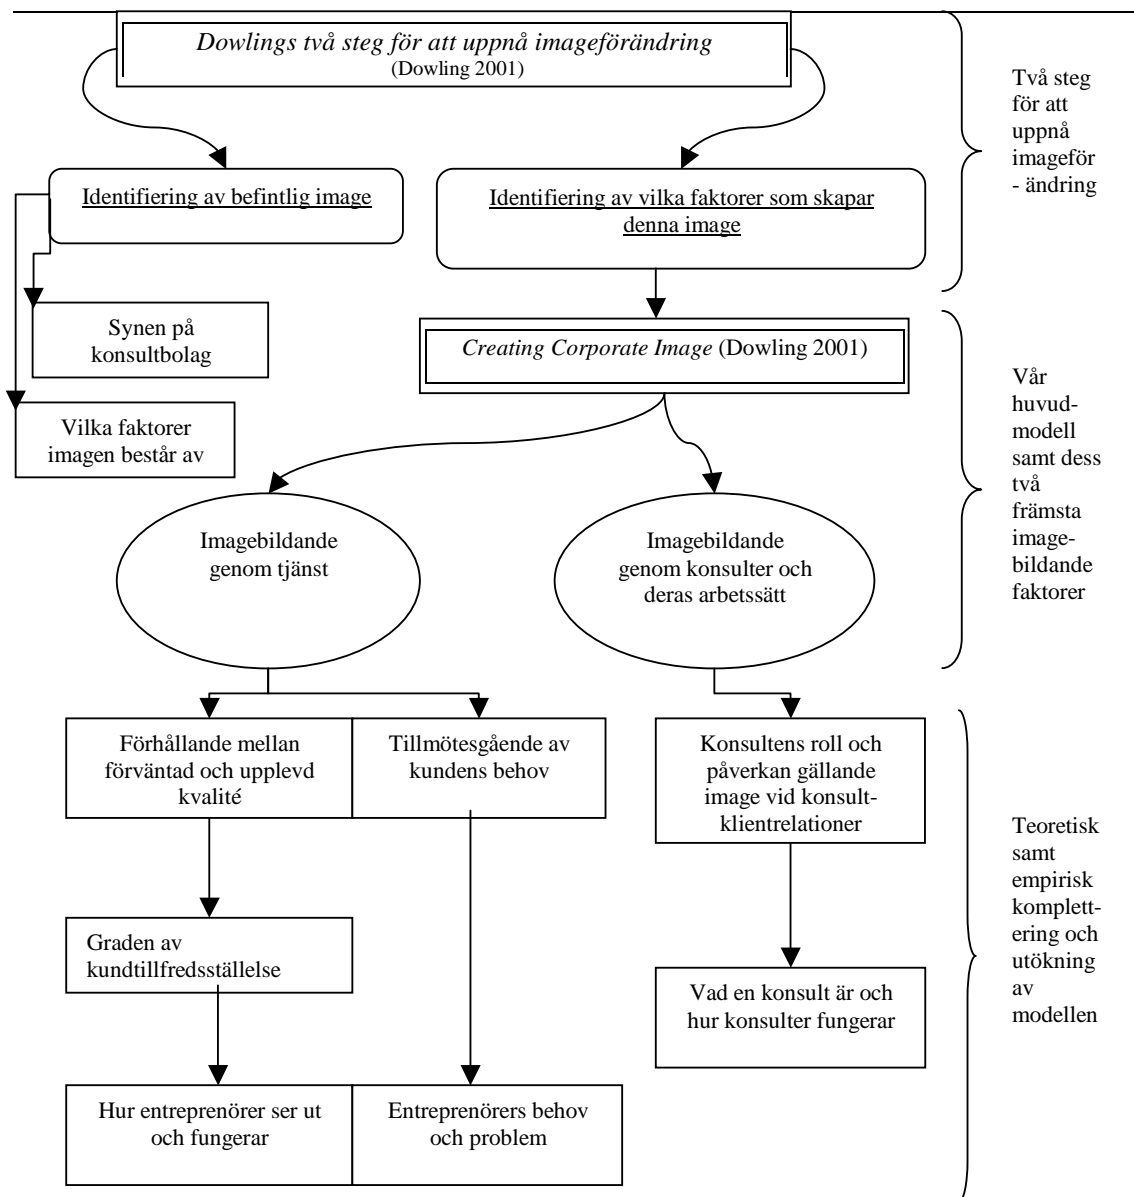 Dowlings två steg för att uppnå imageförändring
(Dowling 2001)
Två steg
för att
uppnå
imageför
- ändring
Identifiering av befintlig image
Identifiering av vilka faktorer som skapar
denna image
Synen på
konsultbolag
Creating Corporate Image (Dowling 2001)
Vilka faktorer
imagen består av
Vår
huvud-
modell
samt dess
två
främsta
image-
bildande
faktorer
Imagebildande
genom tjänst
Imagebildande
genom konsulter och
deras arbetssätt
Förhållande mellan
förväntad och upplevd
kvalité
Tillmötesgående av
kundens behov
Konsultens roll och
påverkan gällande
image vid konsult-
klientrelationer
Teoretisk
samt
empirisk
komplett-
ering och
utökning
av
modellen
Graden av
kundtillfredsställelse
Vad en konsult är och
hur konsulter fungerar
Hur entreprenörer ser ut
och fungerar
Entreprenörers behov
och problem